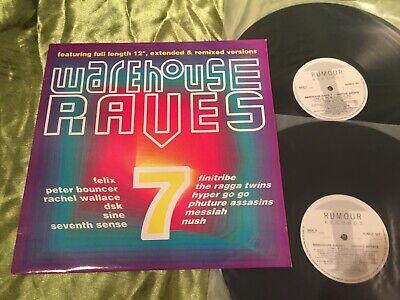 featuring full length 12", extended & remixed versions
warehouse
RAVES
7
felix
peter bouncer
rachel wallace
dsk
sine
seventh sense
finitribe
the ragga twins
hyper go go
phuture assasins
messiah
nush
RUMOUR
RECORDS
RUMOUR
RECORDS